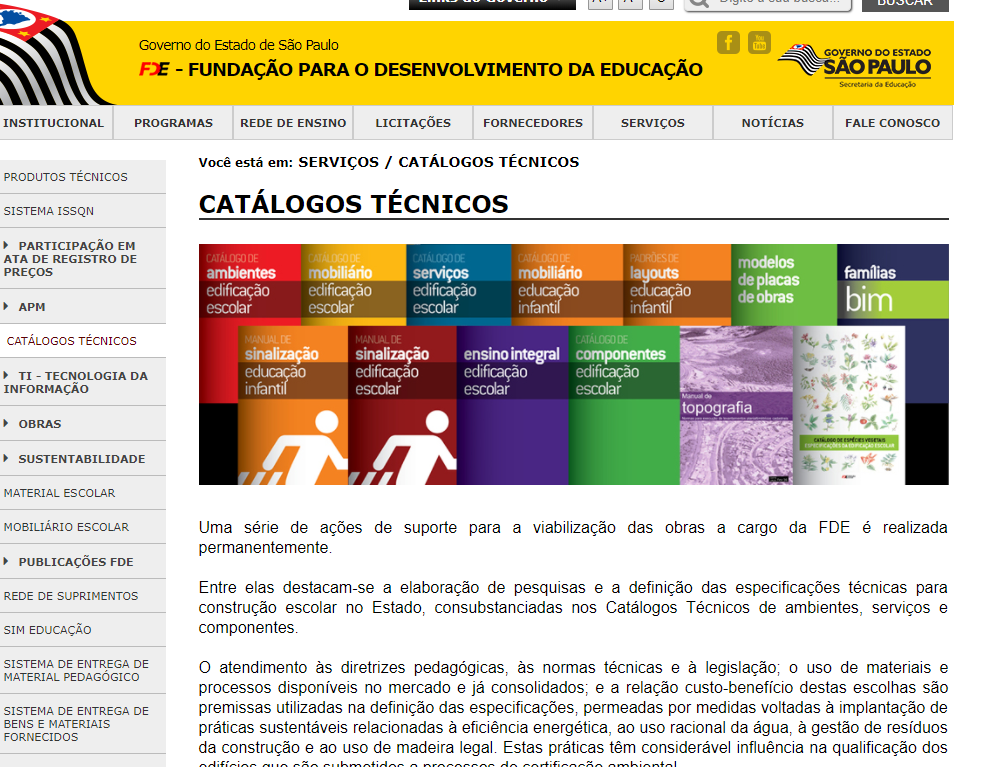 Links do Governo
A+
A-
Digite a sua busca...
BUSCAR
Governo do Estado de São Paulo
FDE - FUNDAÇÃO PARA O DESENVOLVIMENTO DA EDUCAÇÃO
You
Tube
GOVERNO DO ESTADO
SÃO PAULO
Secretaria da Educação
INSTITUCIONAL PROGRAMAS REDE DE ENSINO LICITAÇÕES FORNECEDORES SERVIÇOS NOTÍCIAS FALE CONOSCO
PRODUTOS TÉCNICOS
SISTEMA ISSQN
PARTICIPAÇÃO EM
ATA DE REGISTRO DE
PREÇOS
APM
CATÁLOGOS TÉCNICOS
TI - TECNOLOGIA DA
INFORMAÇÃO
OBRAS
SUSTENTABILIDADE
MATERIAL ESCOLAR
MOBILIÁRIO ESCOLAR
PUBLICAÇÕES FDE
REDE DE SUPRIMENTOS
SIM EDUCAÇÃO
SISTEMA DE ENTREGA DE
MATERIAL PEDAGÓGICO
SISTEMA DE ENTREGA DE
BENS E MATERIAIS
FORNECIDOS
Você está em: SERVIÇOS / CATÁLOGOS TÉCNICOS
CATÁLOGOS TÉCNICOS
CATÁLOGO DE
ambientes
edificação
escolar
CATÁLOGO DE
mobiliário
edificação
escolar
CATÁLOGO DE
serviços
edificação
escolar
CATÁLOGO DE
mobiliário
educação
infantil
PADRÕES DE
layouts
educação
infantil
modelos
de placas
de obras
famílias
bim
MANUAL DE
sinalização
educação
infantil
MANUAL DE
sinalização
edificação
escolar
ensino integral
edificação
escolar
CATÁLOGO DE
componentes
edificação
escolar
Manual de
topografia
CATÁLOGO DE ESPÉCIES VEGETAIS
ESPECIFICAÇÕES DA EDIFICAÇÃO ESCOLAR
Uma série de ações de suporte para a viabilização das obras a cargo da FDE é realizada
permanentemente.
Entre elas destacam-se a elaboração de pesquisas e a definição das especificações técnicas para
construção escolar no Estado, consubstanciadas nos Catálogos Técnicos de ambientes, serviços e
componentes.
O atendimento às diretrizes pedagógicas, às normas técnicas e à legislação; o uso de materiais e
processos disponíveis no mercado e já consolidados; e a relação custo-benefício destas escolhas são
premissas utilizadas na definição das especificações, permeadas por medidas voltadas à implantação de
práticas sustentáveis relacionadas à eficiência energética, ao uso racional da água, à gestão de resíduos
da construção e ao uso de madeira legal. Estas práticas têm considerável influência na qualificação dos
edifícios que são submetidos a processos de certificação ambiental.